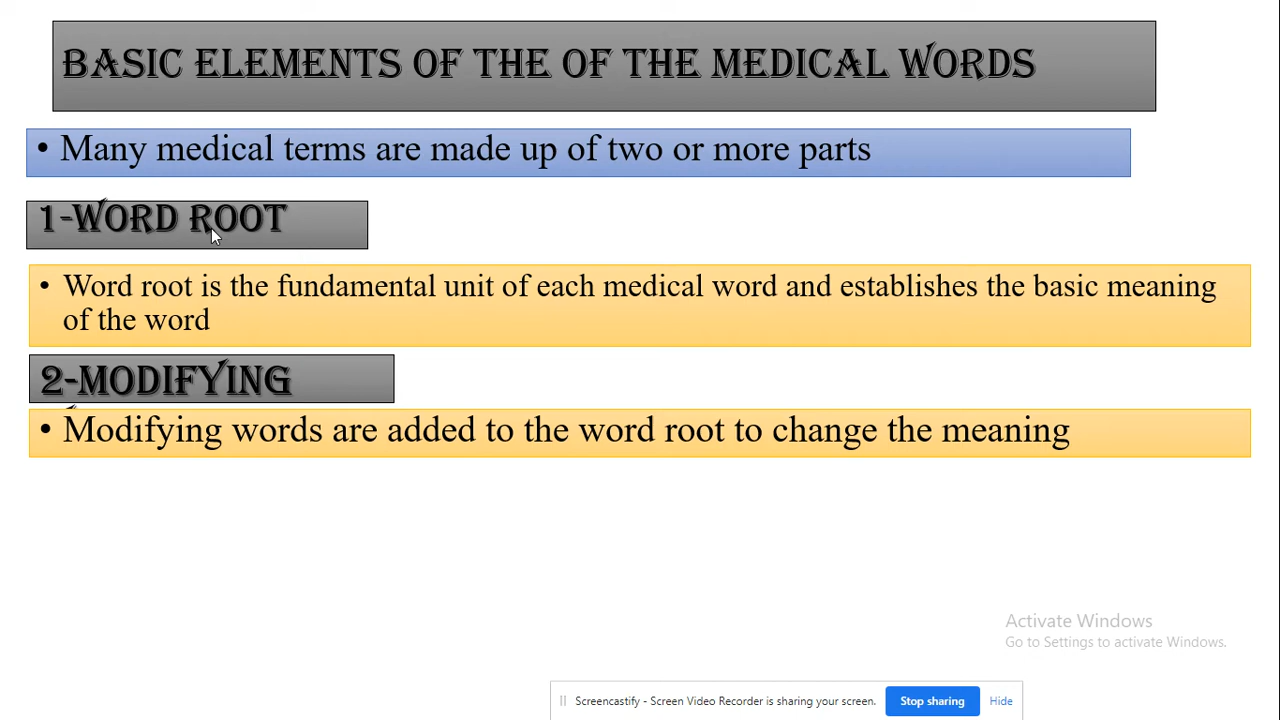 BASIC ELEMENTS OF THE OF THE MEDICAL WORDS
• Many medical terms are made up of two or more parts
1-WORD ROOT
• Word root is the fundamental unit of each medical word and establishes the basic meaning
of the word
2-MODIFYING
• Modifying words are added to the word root to change the meaning
Activate Windows
Go to Settings to activate Windows.
Screencastify - Screen Video Recorder is sharing your screen.
Stop sharing
Hide